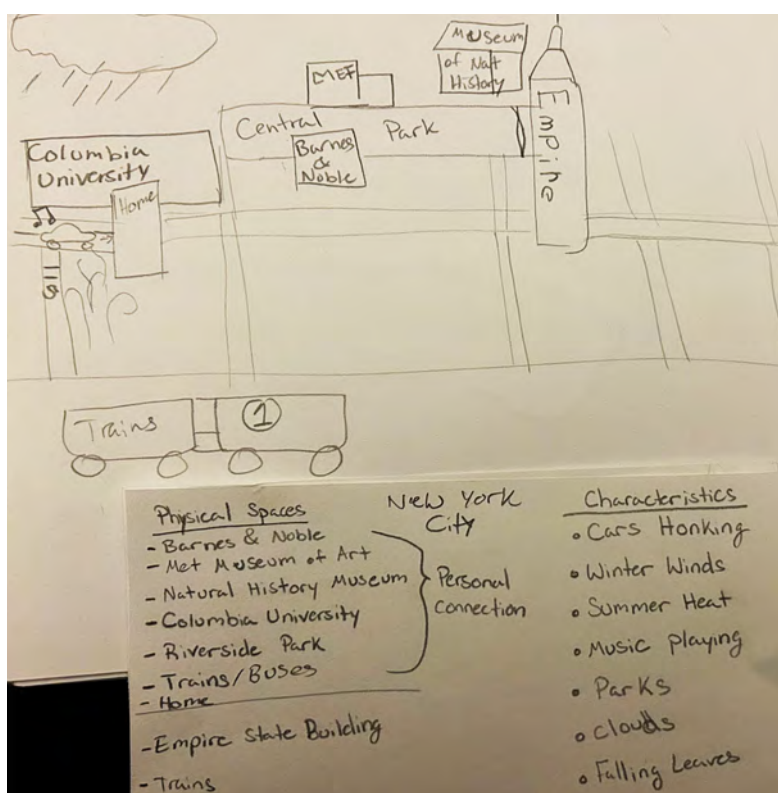 Museum
of Nat
History
MET
Empire
Central Park
Barnes
&
Noble
Columbia
University
Home
Trains
1
New York
City
Physical Spaces
- Barnes & Noble
- Met Museum of Art
- Natural History Museum
- Columbia University
- Riverside Park
- Trains/Buses
- Home
Personal
connection
- Empire State Building
- Trains
Characteristics
• Cars Honking
• Winter Winds
• Summer Heat
• Music playing
• Parks
• Clouds
• Falling Leaves